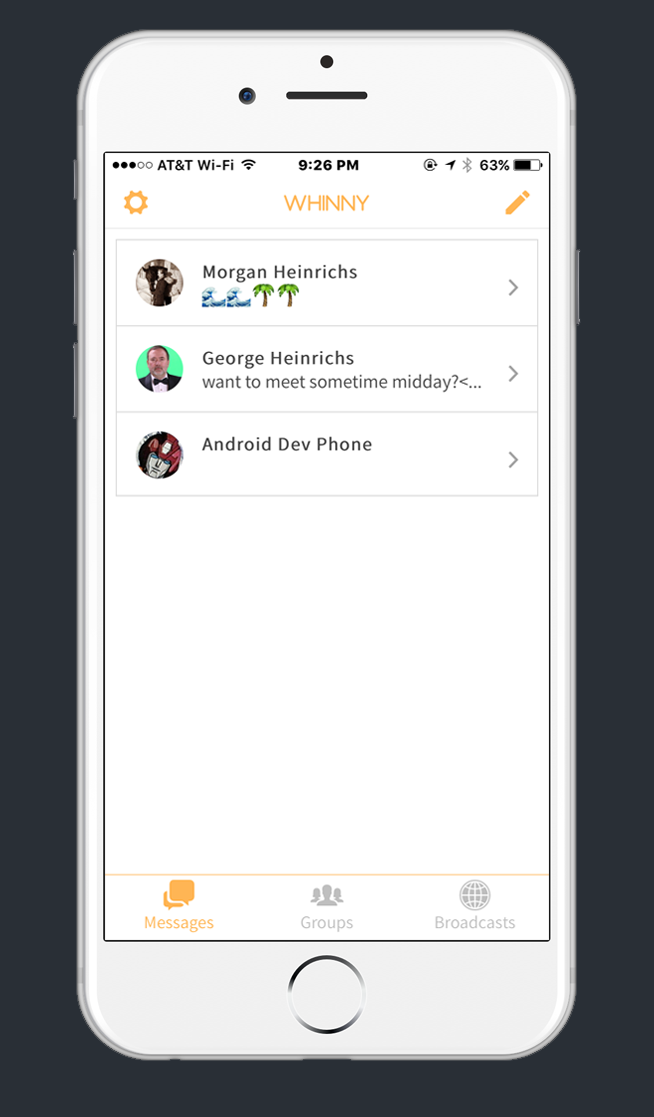 AT&T Wi-Fi 9:26 PM 63%
WHINNY
Morgan Heinrichs
🌊🌊🌴🌴
George Heinrichs
want to meet sometime midday?<...
Android Dev Phone
Messages Groups Broadcasts